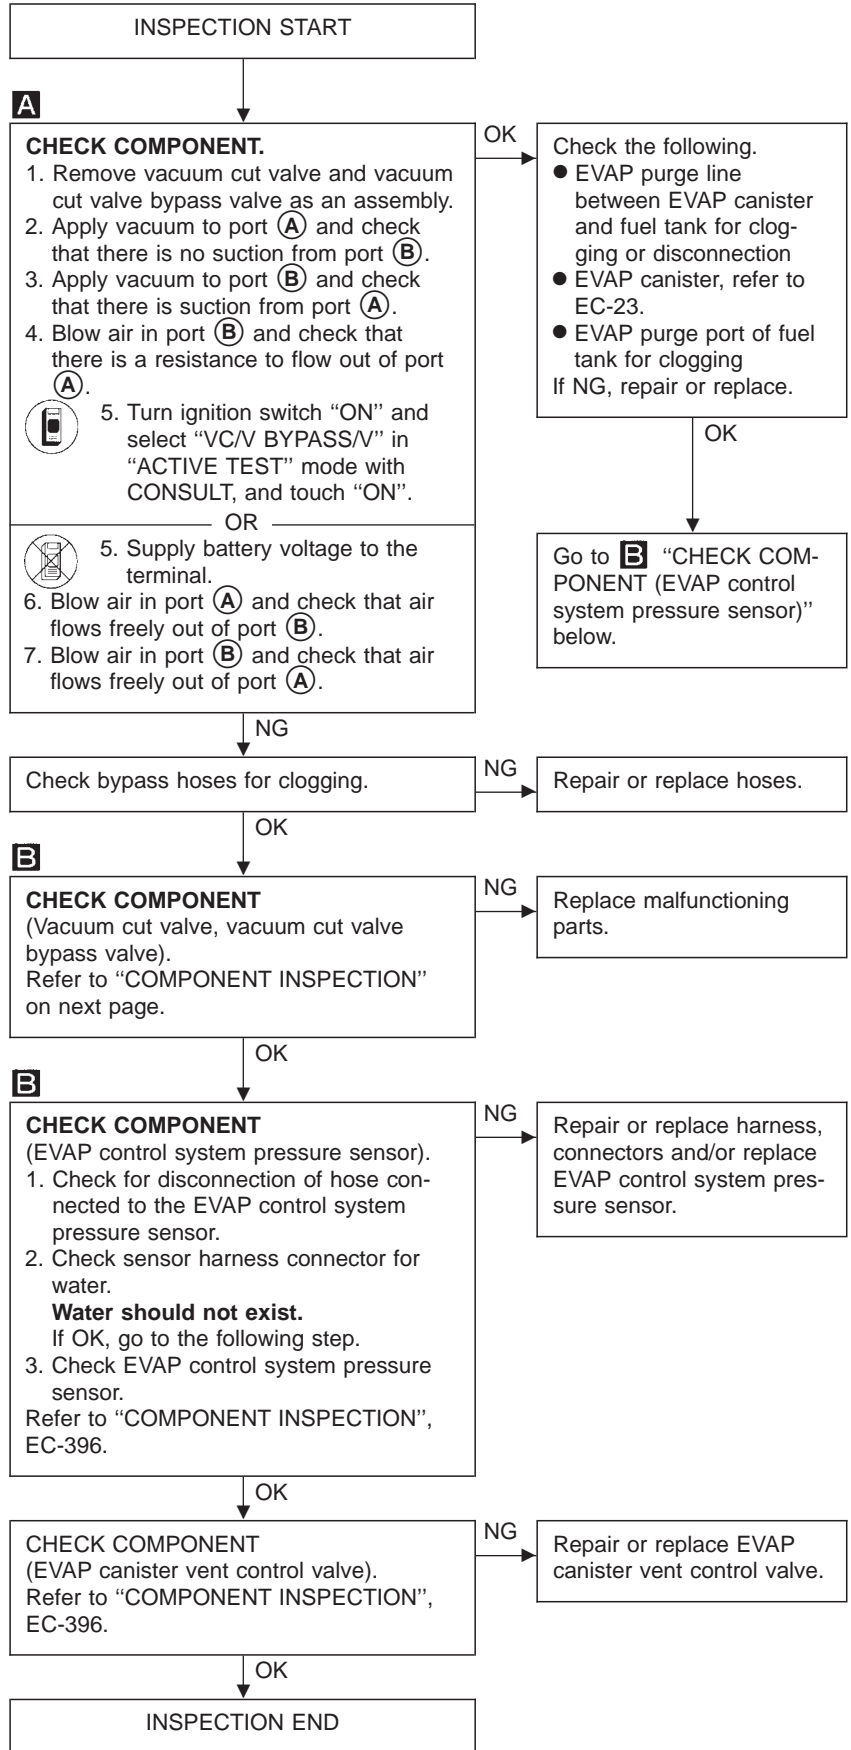 INSPECTION START
A
CHECK COMPONENT.
1. Remove vacuum cut valve and vacuum
cut valve bypass valve as an assembly.
2. Apply vacuum to port Ⓐ and check
that there is no suction from port Ⓑ.
3. Apply vacuum to port Ⓑ and check
that there is suction from port Ⓐ.
4. Blow air in port Ⓑ and check that
there is a resistance to flow out of port
Ⓐ.
5. Turn ignition switch ‘‘ON’’ and
select ‘‘VC/V BYPASS/V’’ in
‘‘ACTIVE TEST’’ mode with
CONSULT, and touch ‘‘ON’’.
OR
5. Supply battery voltage to the
terminal.
6. Blow air in port Ⓐ and check that air
flows freely out of port Ⓑ.
7. Blow air in port Ⓑ and check that air
flows freely out of port Ⓐ.
OK
Check the following.
● EVAP purge line
between EVAP canister
and fuel tank for clog-
ging or disconnection
● EVAP canister, refer to
EC-23.
● EVAP purge port of fuel
tank for clogging
If NG, repair or replace.
OK
Go to B ‘‘CHECK COM-
PONENT (EVAP control
system pressure sensor)’’
below.
NG
Check bypass hoses for clogging.
NG
Repair or replace hoses.
OK
B
CHECK COMPONENT
(Vacuum cut valve, vacuum cut valve
bypass valve).
Refer to ‘‘COMPONENT INSPECTION’’
on next page.
NG
Replace malfunctioning
parts.
OK
B
CHECK COMPONENT
(EVAP control system pressure sensor).
1. Check for disconnection of hose con-
nected to the EVAP control system
pressure sensor.
2. Check sensor harness connector for
water.
Water should not exist.
If OK, go to the following step.
3. Check EVAP control system pressure
sensor.
Refer to ‘‘COMPONENT INSPECTION’’,
EC-396.
NG
Repair or replace harness,
connectors and/or replace
EVAP control system pres-
sure sensor.
OK
CHECK COMPONENT
(EVAP canister vent control valve).
Refer to ‘‘COMPONENT INSPECTION’’,
EC-396.
NG
Repair or replace EVAP
canister vent control valve.
OK
INSPECTION END